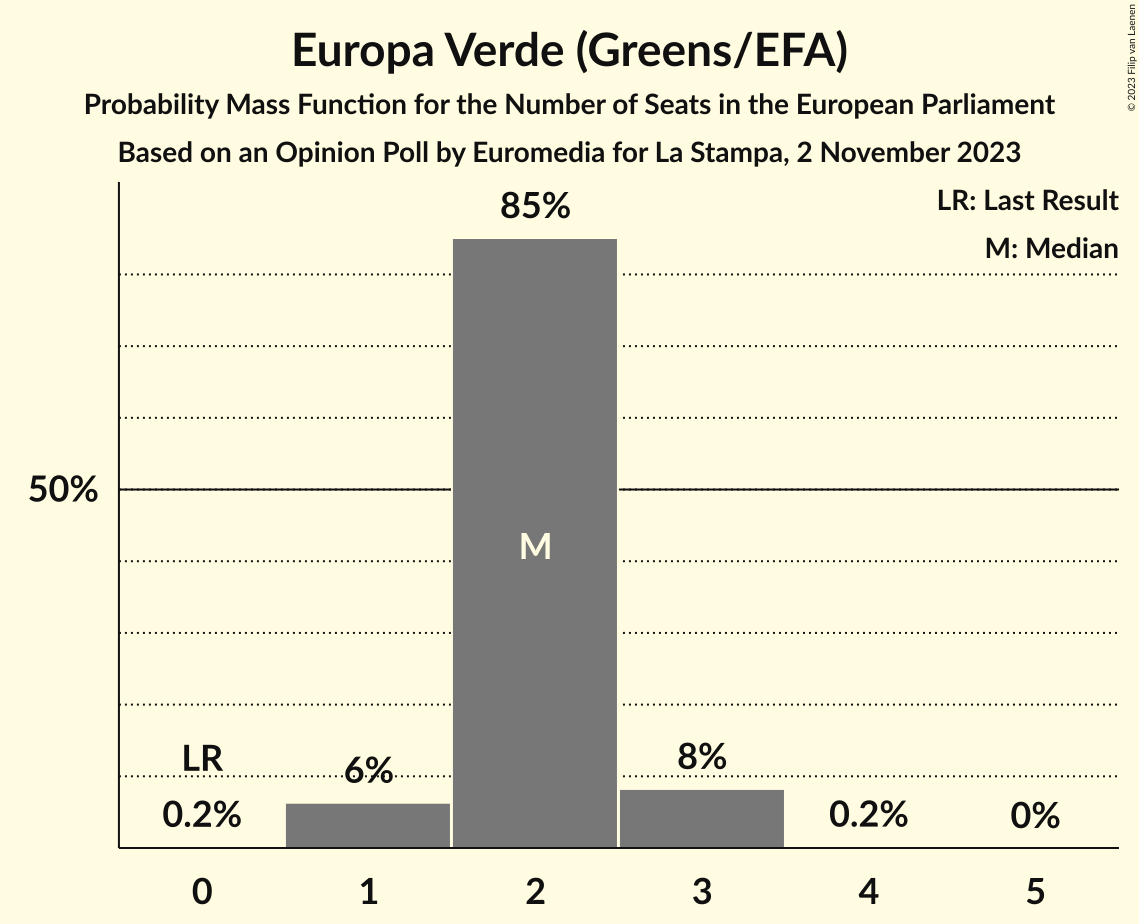 Europa Verde (Greens/EFA)
Probability Mass Function for the Number of Seats in the European Parliament
Based on an Opinion Poll by Euromedia for La Stampa, 2 November 2023
© 2023 Filip van Laenen
LR: Last Result
M: Median
85%
50%
M
LR
6%
8%
0.2%
0.2%
0%
0 1 2 3 4 5